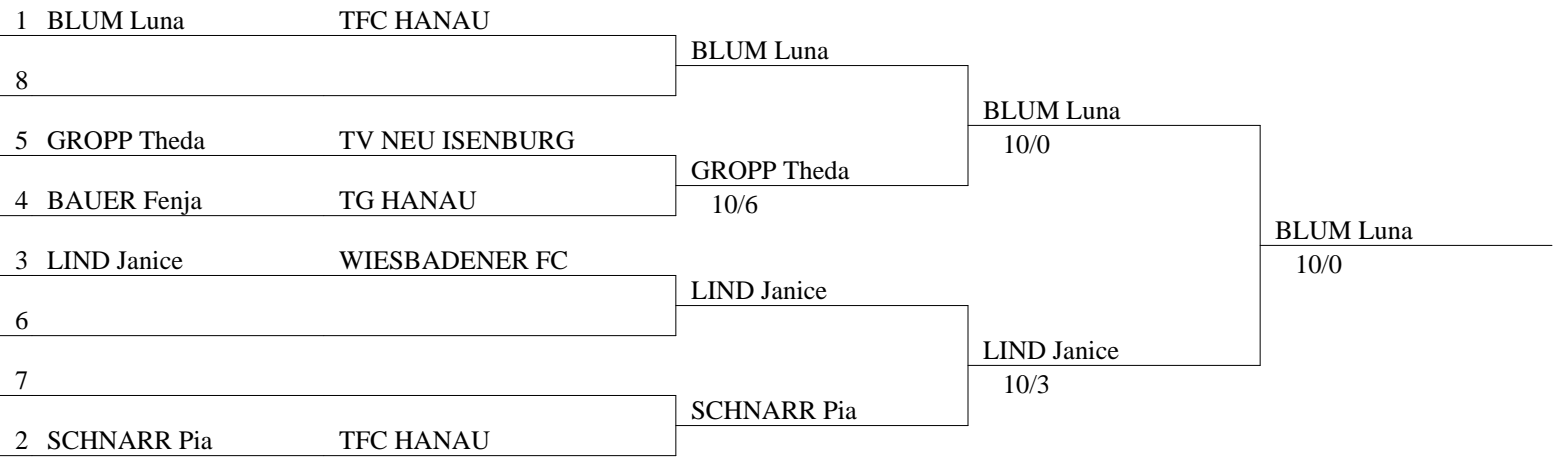 1 BLUM Luna TFC HANAU
BLUM Luna
8
BLUM Luna
10/0
5 GROPP Theda TV NEU ISENBURG
GROPP Theda
10/6
4 BAUER Fenja TG HANAU
BLUM Luna
10/0
3 LIND Janice WIESBADENER FC
LIND Janice
6
LIND Janice
10/3
7
SCHNARR Pia
2 SCHNARR Pia TFC HANAU